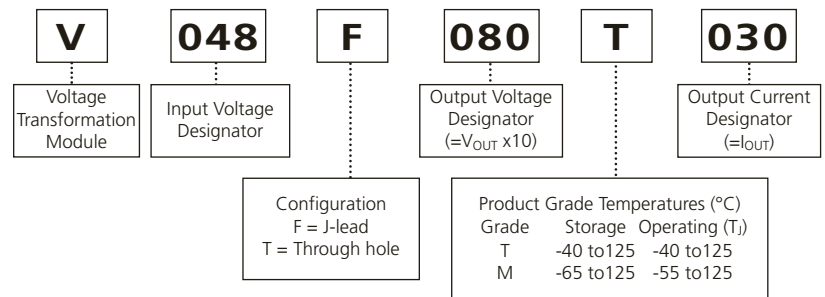 V 048 F 080 T 030
Voltage
Transformation
Module
Input Voltage
Designator
Output Voltage
Designator
(=VOUT x10)
Output Current
Designator
(=IOUT)
Configuration
F = J-lead
T = Through hole
Product Grade Temperatures (°C)
Grade Storage Operating (TJ)
T -40 to125 -40 to125
M -65 to125 -55 to125